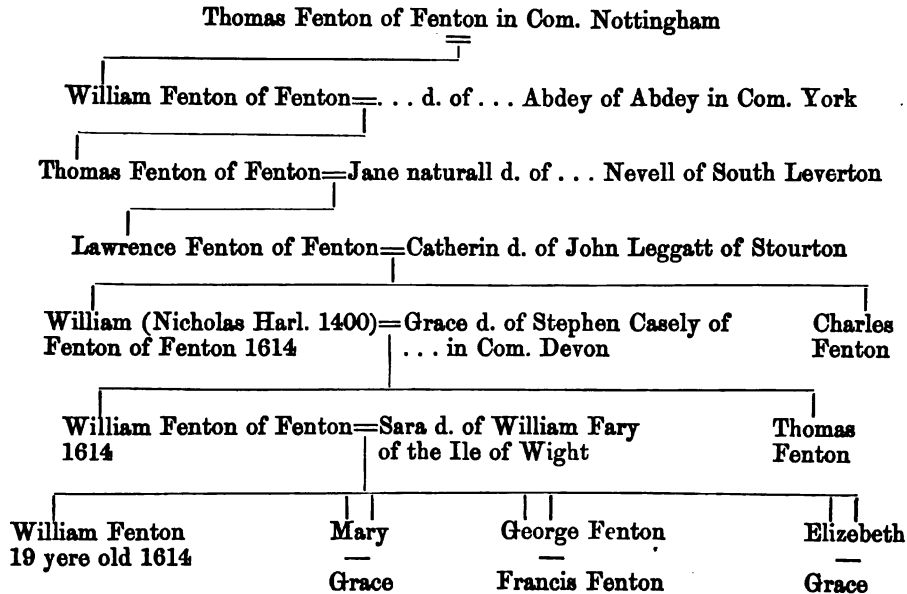 Thomas Fenton of Fenton in Com. Nottingham
William Fenton of Fenton=. . . d. of . . . Abdey of Abdey in Com. York
Thomas Fenton of Fenton=Jane naturall d. of . . . Nevell of South Leverton
Lawrence Fenton of Fenton=Catherin d. of John Leggatt of Stourton
William (Nicholas Harl. 1400)=Grace d. of Stephen Casely of
Fenton of Fenton 1614
. . . in Com. Devon
Charles
Fenton
William Fenton of Fenton=Sara d. of William Fary
1614
of the Ile of Wight
Thomas
Fenton
William Fenton
19 yere old 1614
Mary
—
Grace
George Fenton
—
Francis Fenton
Elizebeth
—
Grace